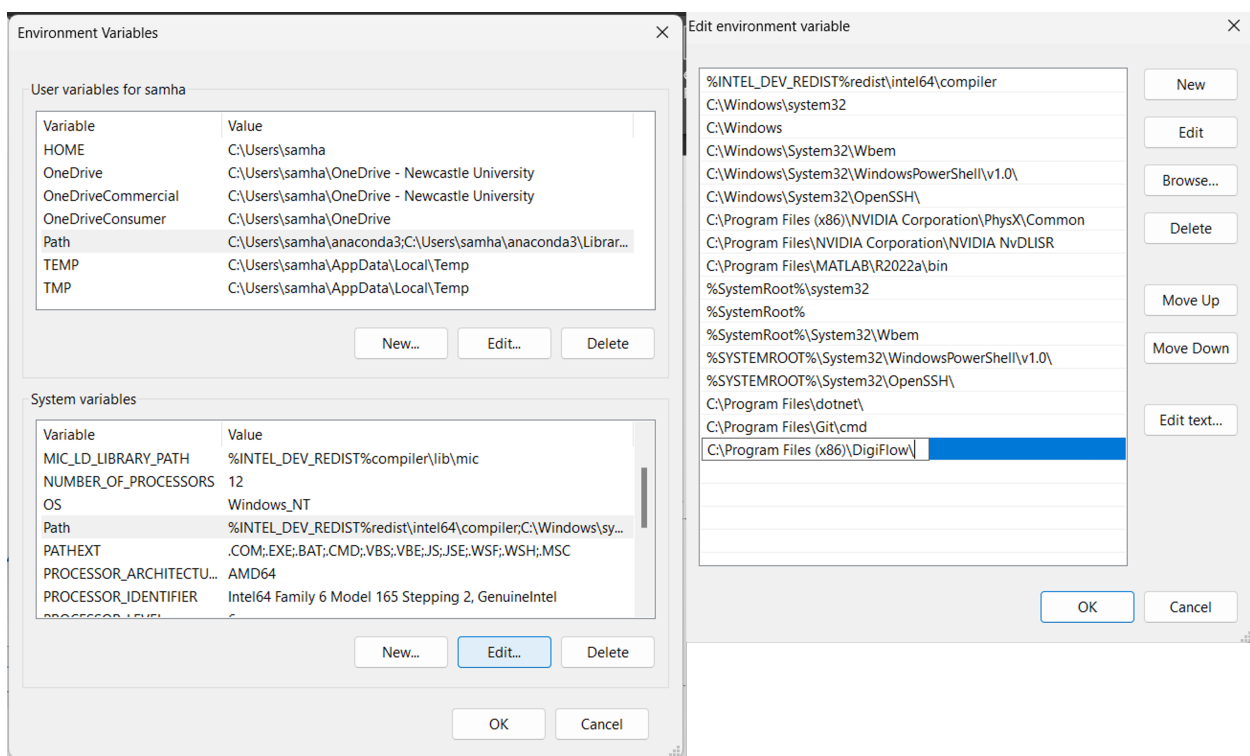 Environment Variables
User variables for samha
Variable Value
HOME C:\Users\samha
OneDrive C:\Users\samha\OneDrive - Newcastle University
OneDriveCommercial C:\Users\samha\OneDrive - Newcastle University
OneDriveConsumer C:\Users\samha\OneDrive
Path C:\Users\samha\anaconda3;C:\Users\samha\anaconda3\Librar...
TEMP C:\Users\samha\AppData\Local\Temp
TMP C:\Users\samha\AppData\Local\Temp
New... Edit... Delete
System variables
Variable Value
MIC_LD_LIBRARY_PATH %INTEL_DEV_REDIST%compiler\lib\mic
NUMBER_OF_PROCESSORS 12
OS Windows_NT
Path %INTEL_DEV_REDIST%redist\intel64\compiler;C:\Windows\sy...
PATHEXT .COM;.EXE;.BAT;.CMD;.VBS;.VBE;.JS;.JSE;.WSF;.WSH;.MSC
PROCESSOR_ARCHITECTU... AMD64
PROCESSOR_IDENTIFIER Intel64 Family 6 Model 165 Stepping 2, GenuineIntel
New... Edit... Delete
OK Cancel
Edit environment variable
%INTEL_DEV_REDIST%redist\intel64\compiler
C:\Windows\system32
C:\Windows
C:\Windows\System32\Wbem
C:\Windows\System32\WindowsPowerShell\v1.0\
C:\Windows\System32\OpenSSH\
C:\Program Files (x86)\NVIDIA Corporation\PhysX\Common
C:\Program Files\NVIDIA Corporation\NVIDIA NvDLISR
C:\Program Files\MATLAB\R2022a\bin
%SystemRoot%\system32
%SystemRoot%
%SystemRoot%\System32\Wbem
%SYSTEMROOT%\System32\WindowsPowerShell\v1.0\
%SYSTEMROOT%\System32\OpenSSH\
C:\Program Files\dotnet\
C:\Program Files\Git\cmd
C:\Program Files (x86)\DigiFlow\
New
Edit
Browse...
Delete
Move Up
Move Down
Edit text...
OK Cancel